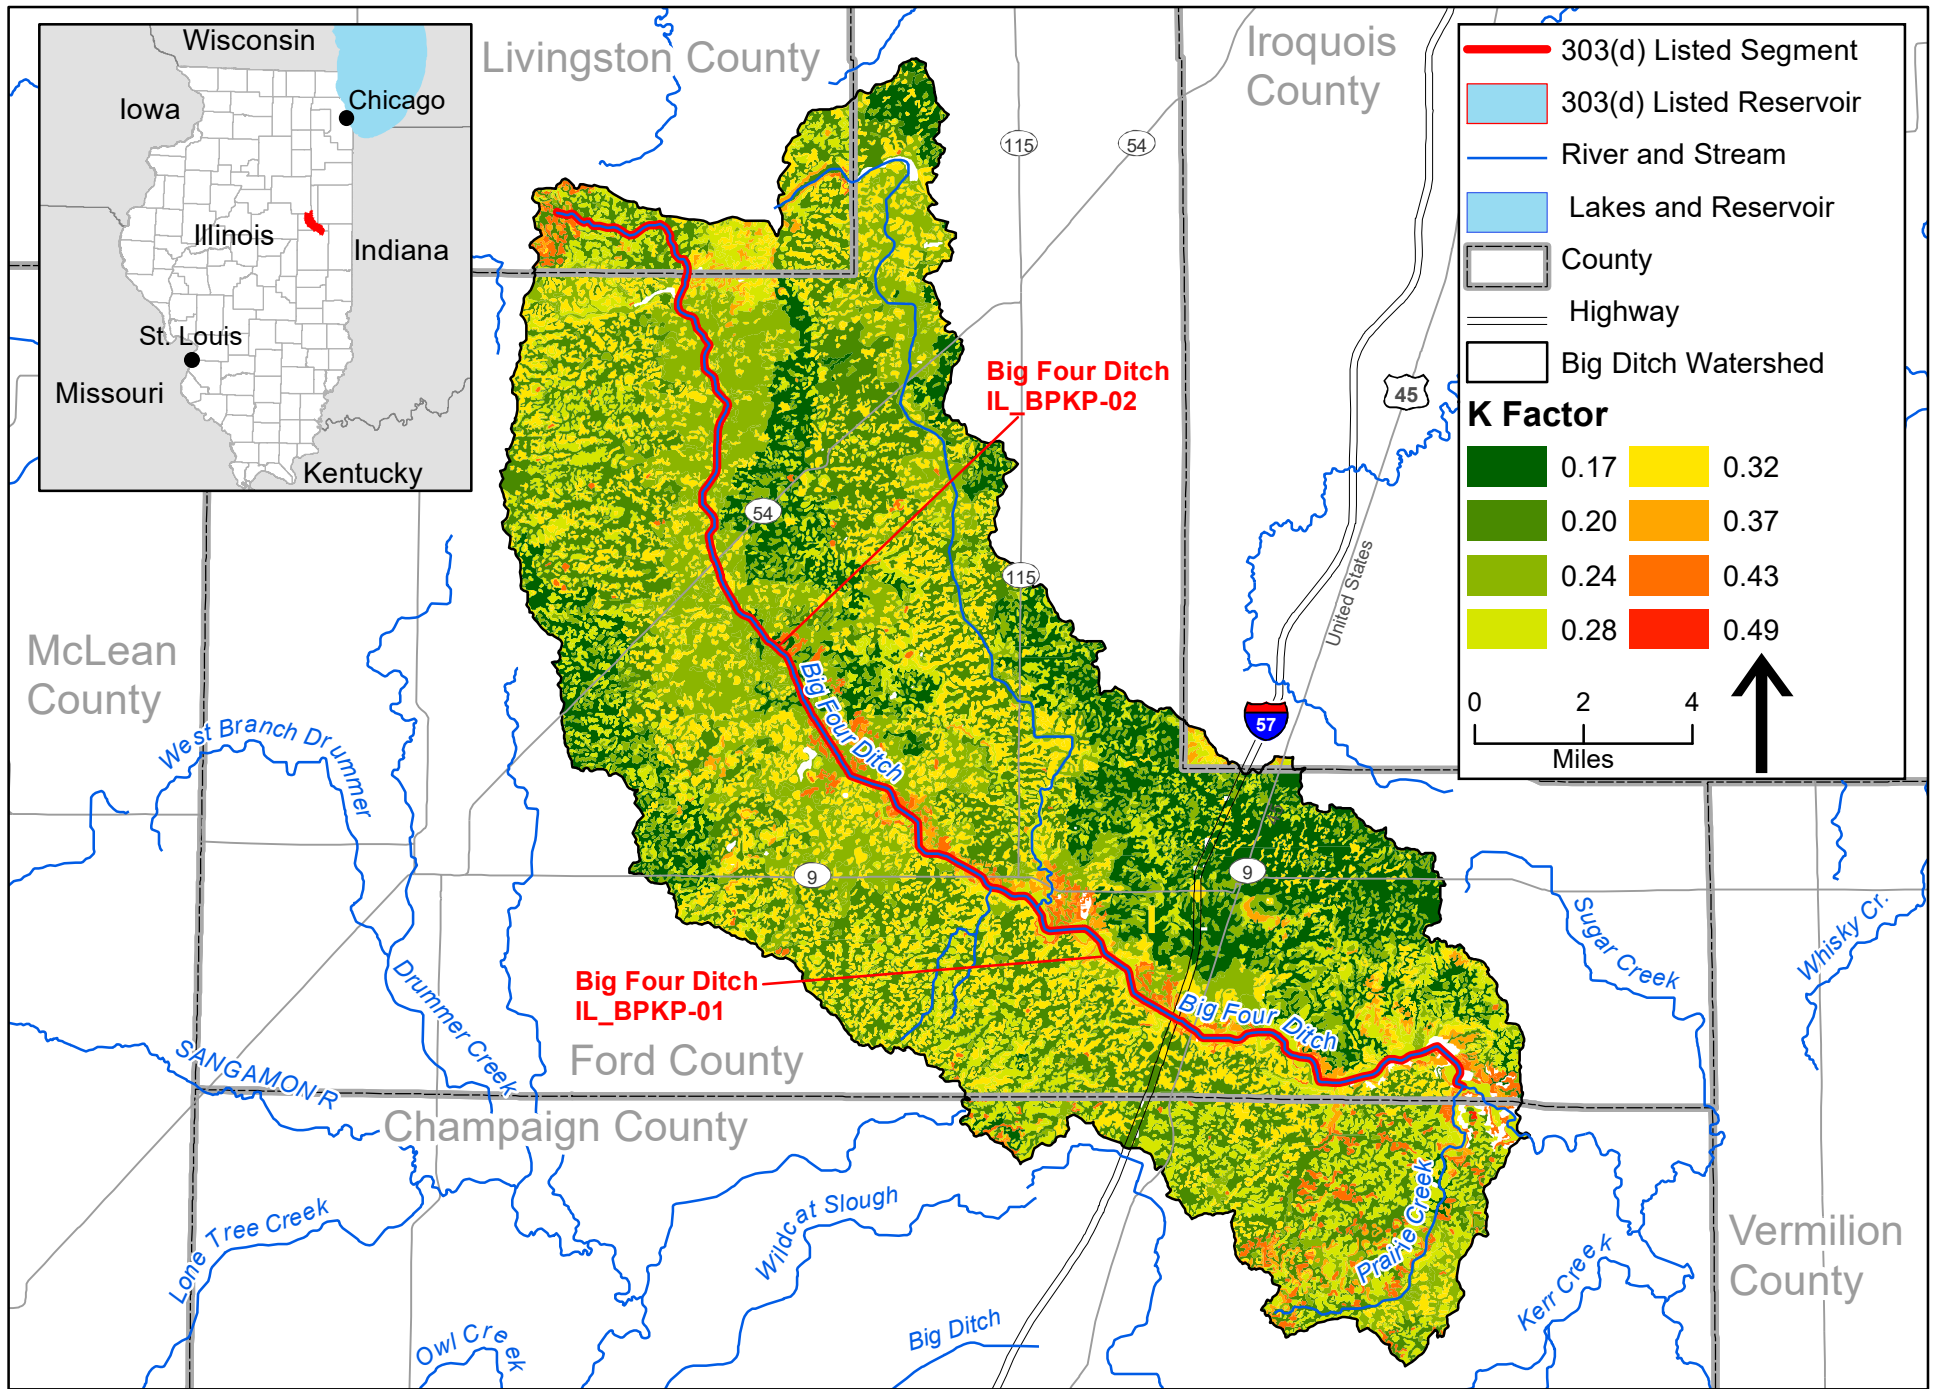 Wisconsin
Iowa
Chicago
Illinois
Indiana
St. Louis
Missouri
Kentucky
Livingston County
Iroquois
County
115
54
303(d) Listed Segment
303(d) Listed Reservoir
River and Stream
Lakes and Reservoir
County
Highway
Big Ditch Watershed
K Factor
0.17
0.32
0.20
0.37
0.24
0.43
0.28
0.49
0
2
4
Miles
Big Four Ditch
IL_BPKP-02
45
54
115
United States
McLean
County
Big Four Ditch
57
West Branch Drummer
9
9
I
Sugar Creek
Whisky Cr.
Big Four Ditch
IL_BPKP-01
Drummer Creek
Big Four Ditch
Ford County
SANGAMON R
Champaign County
Lone Tree Creek
Wildcat Slough
Prairie Creek
Vermilion
County
Kerr Creek
Owl Creek
Big Ditch